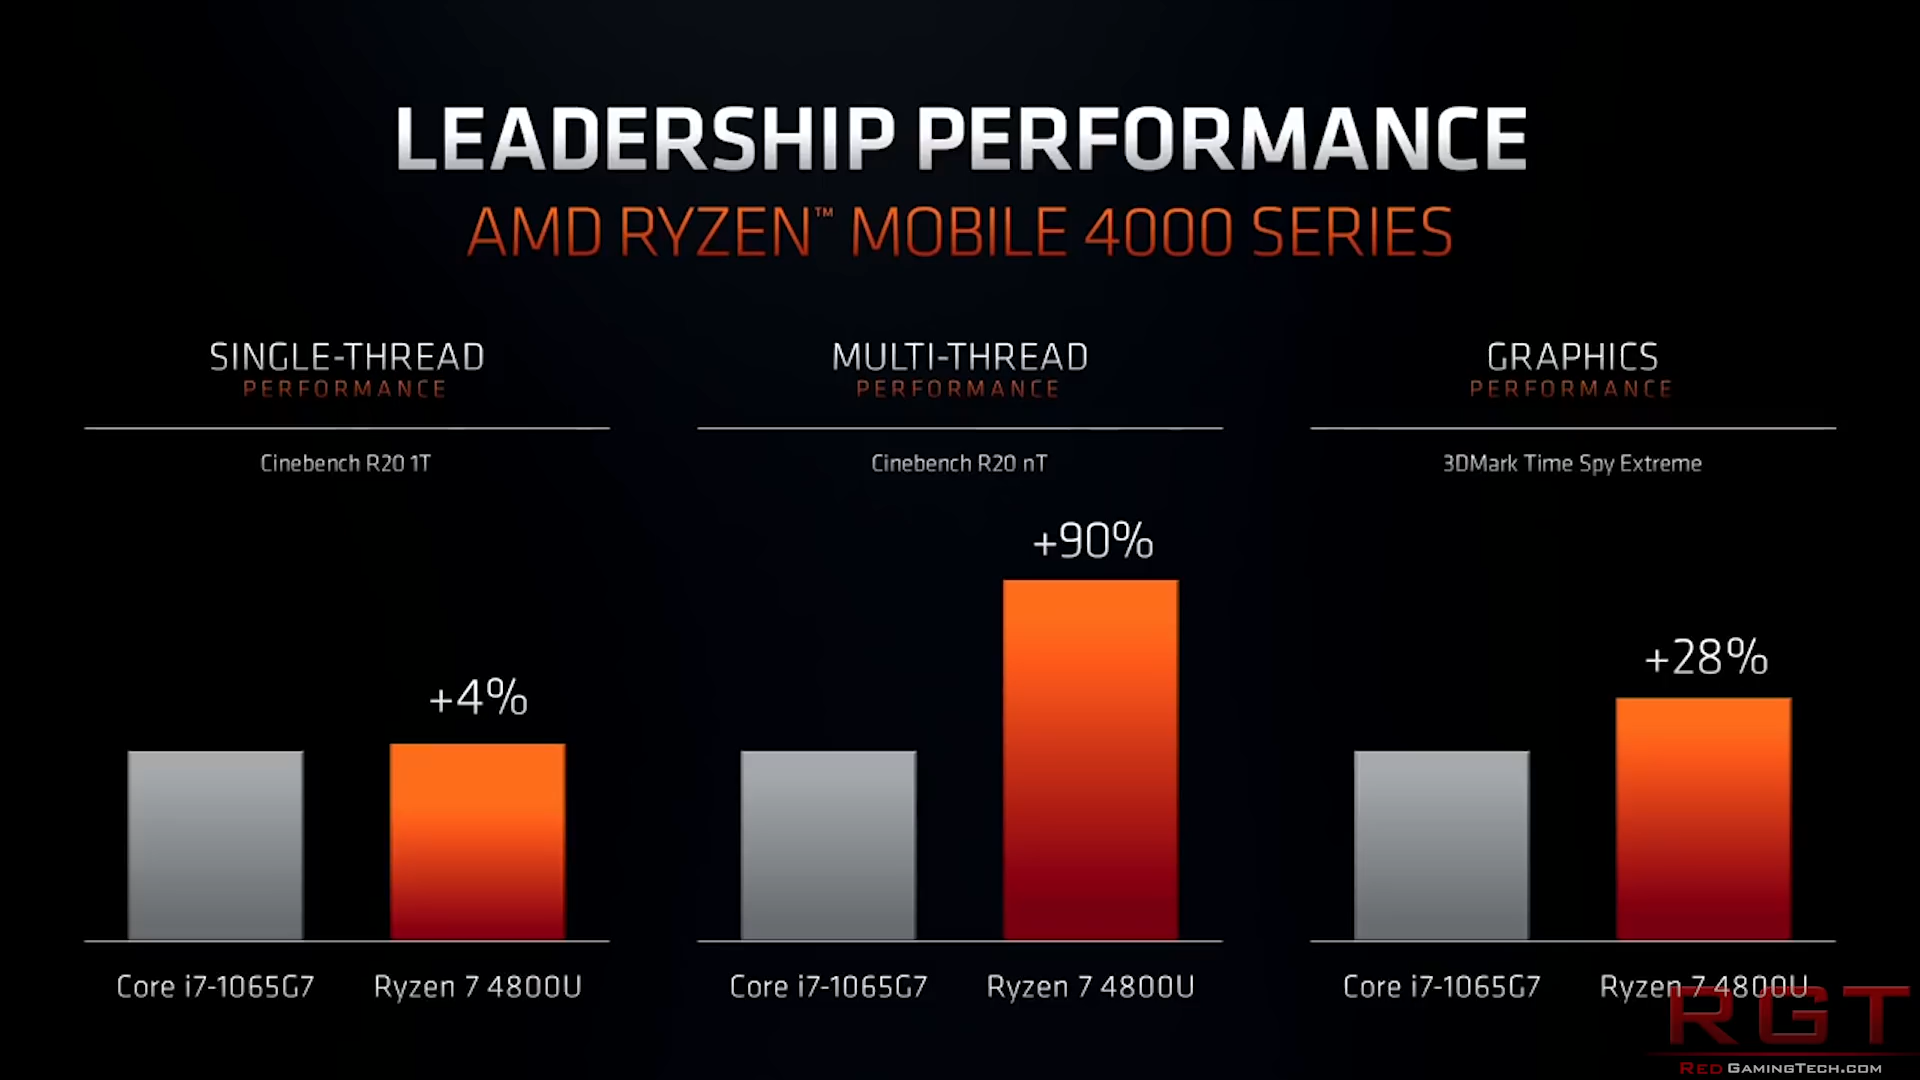 LEADERSHIP PERFORMANCE
AMD RYZEN™ MOBILE 4000 SERIES
SINGLE-THREAD
PERFORMANCE
Cinebench R20 1T
+4%
Core i7-1065G7 Ryzen 7 4800U
MULTI-THREAD
PERFORMANCE
Cinebench R20 nT
+90%
Core i7-1065G7 Ryzen 7 4800U
GRAPHICS
PERFORMANCE
3DMark Time Spy Extreme
+28%
Core i7-1065G7 Ryzen 7 4800U
RGT
RED GAMINGTECH.COM